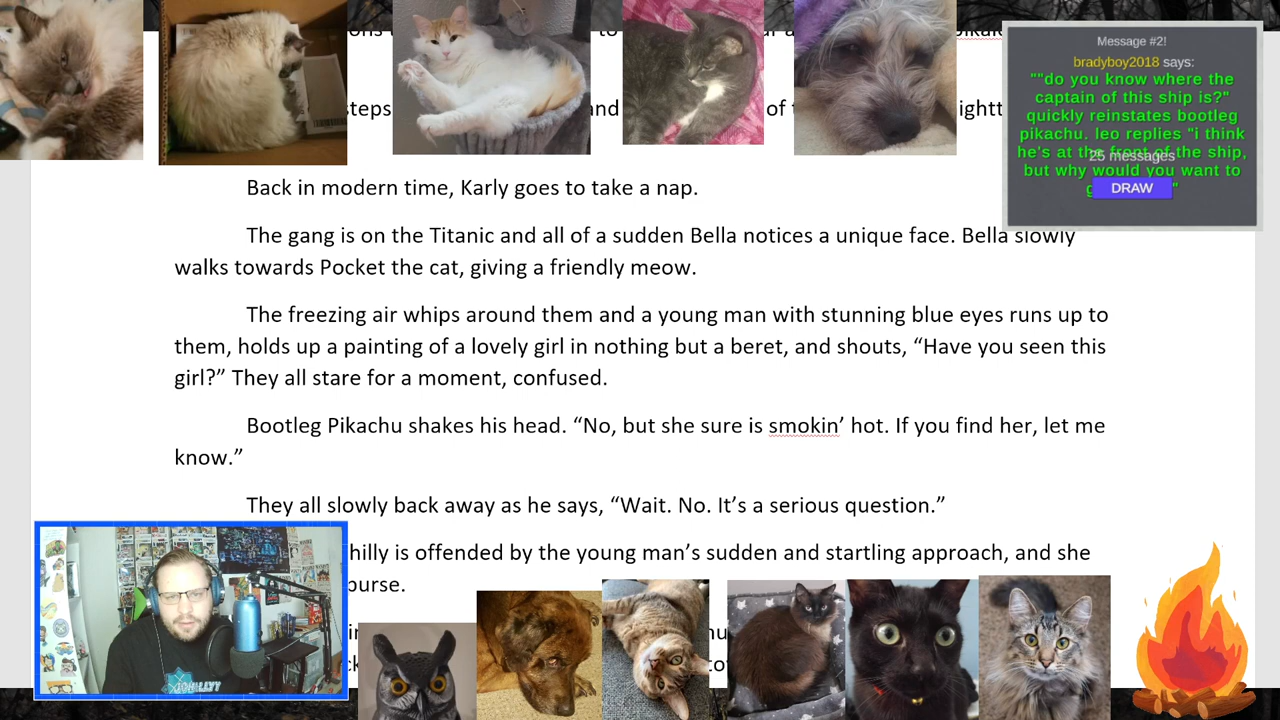 to
steps
and
of
Back in modern time, Karly goes to take a nap.
The gang is on the Titanic and all of a sudden Bella notices a unique face. Bella slowly
walks towards Pocket the cat, giving a friendly meow.
The freezing air whips around them and a young man with stunning blue eyes runs up to
them, holds up a painting of a lovely girl in nothing but a beret, and shouts, “Have you seen this
girl?” They all stare for a moment, confused.
Bootleg Pikachu shakes his head. “No, but she sure is smokin’ hot. If you find her, let me
know.”
They all slowly back away as he says, “Wait. No. It’s a serious question.”
hilly is offended by the young man’s sudden and startling approach, and she
purse.
Message #2!
bradyboy2018 says:
""do you know where the
captain of this ship is?"
quickly reinstates bootleg
pikachu. leo replies "i think
he's at the front of the ship,
25 messages
but why would you want to
DRAW